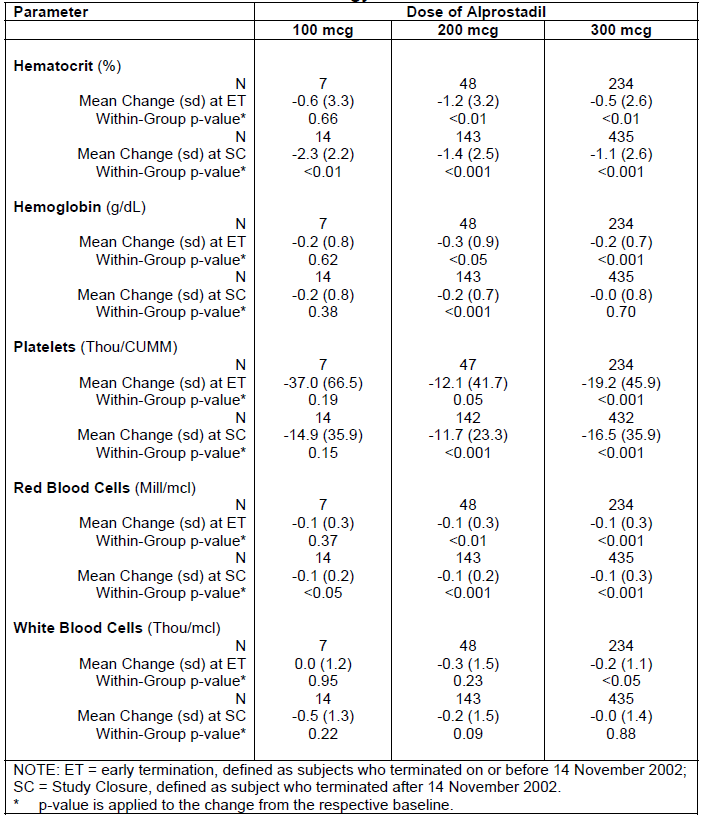 Parameter Dose of Alprostadil
100 mcg 200 mcg 300 mcg
Hematocrit (%)
N 7 48 234
Mean Change (sd) at ET -0.6 (3.3) -1.2 (3.2) -0.5 (2.6)
Within-Group p-value* 0.66 <0.01 <0.01
N 14 143 435
Mean Change (sd) at SC -2.3 (2.2) -1.4 (2.5) -1.1 (2.6)
Within-Group p-value* <0.01 <0.001 <0.001
Hemoglobin (g/dL)
N 7 48 234
Mean Change (sd) at ET -0.2 (0.8) -0.3 (0.9) -0.2 (0.7)
Within-Group p-value* 0.62 <0.05 <0.001
N 14 143 435
Mean Change (sd) at SC -0.2 (0.8) -0.2 (0.7) -0.0 (0.8)
Within-Group p-value* 0.38 <0.001 0.70
Platelets (Thou/CUMM)
N 7 47 234
Mean Change (sd) at ET -37.0 (66.5) -12.1 (41.7) -19.2 (45.9)
Within-Group p-value* 0.19 0.05 <0.001
N 14 142 432
Mean Change (sd) at SC -14.9 (35.9) -11.7 (23.3) -16.5 (35.9)
Within-Group p-value* 0.15 <0.001 <0.001
Red Blood Cells (Mill/mcl)
N 7 48 234
Mean Change (sd) at ET -0.1 (0.3) -0.1 (0.3) -0.1 (0.3)
Within-Group p-value* 0.37 <0.01 <0.001
N 14 143 435
Mean Change (sd) at SC -0.1 (0.2) -0.1 (0.2) -0.1 (0.3)
Within-Group p-value* <0.05 <0.001 <0.001
White Blood Cells (Thou/mcl)
N 7 48 234
Mean Change (sd) at ET 0.0 (1.2) -0.3 (1.5) -0.2 (1.1)
Within-Group p-value* 0.95 0.23 <0.05
N 14 143 435
Mean Change (sd) at SC -0.5 (1.3) -0.2 (1.5) -0.0 (1.4)
Within-Group p-value* 0.22 0.09 0.88
NOTE: ET = early termination, defined as subjects who terminated on or before 14 November 2002;
SC = Study Closure, defined as subject who terminated after 14 November 2002.
* p-value is applied to the change from the respective baseline.